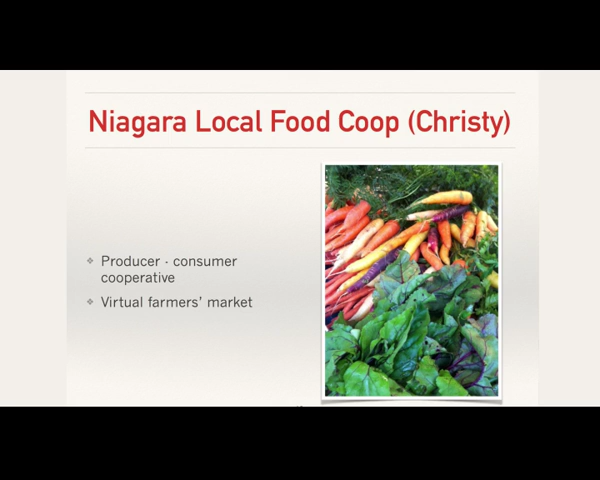 Niagara Local Food Coop (Christy)
Producer - consumer
cooperative
Virtual farmers’ market